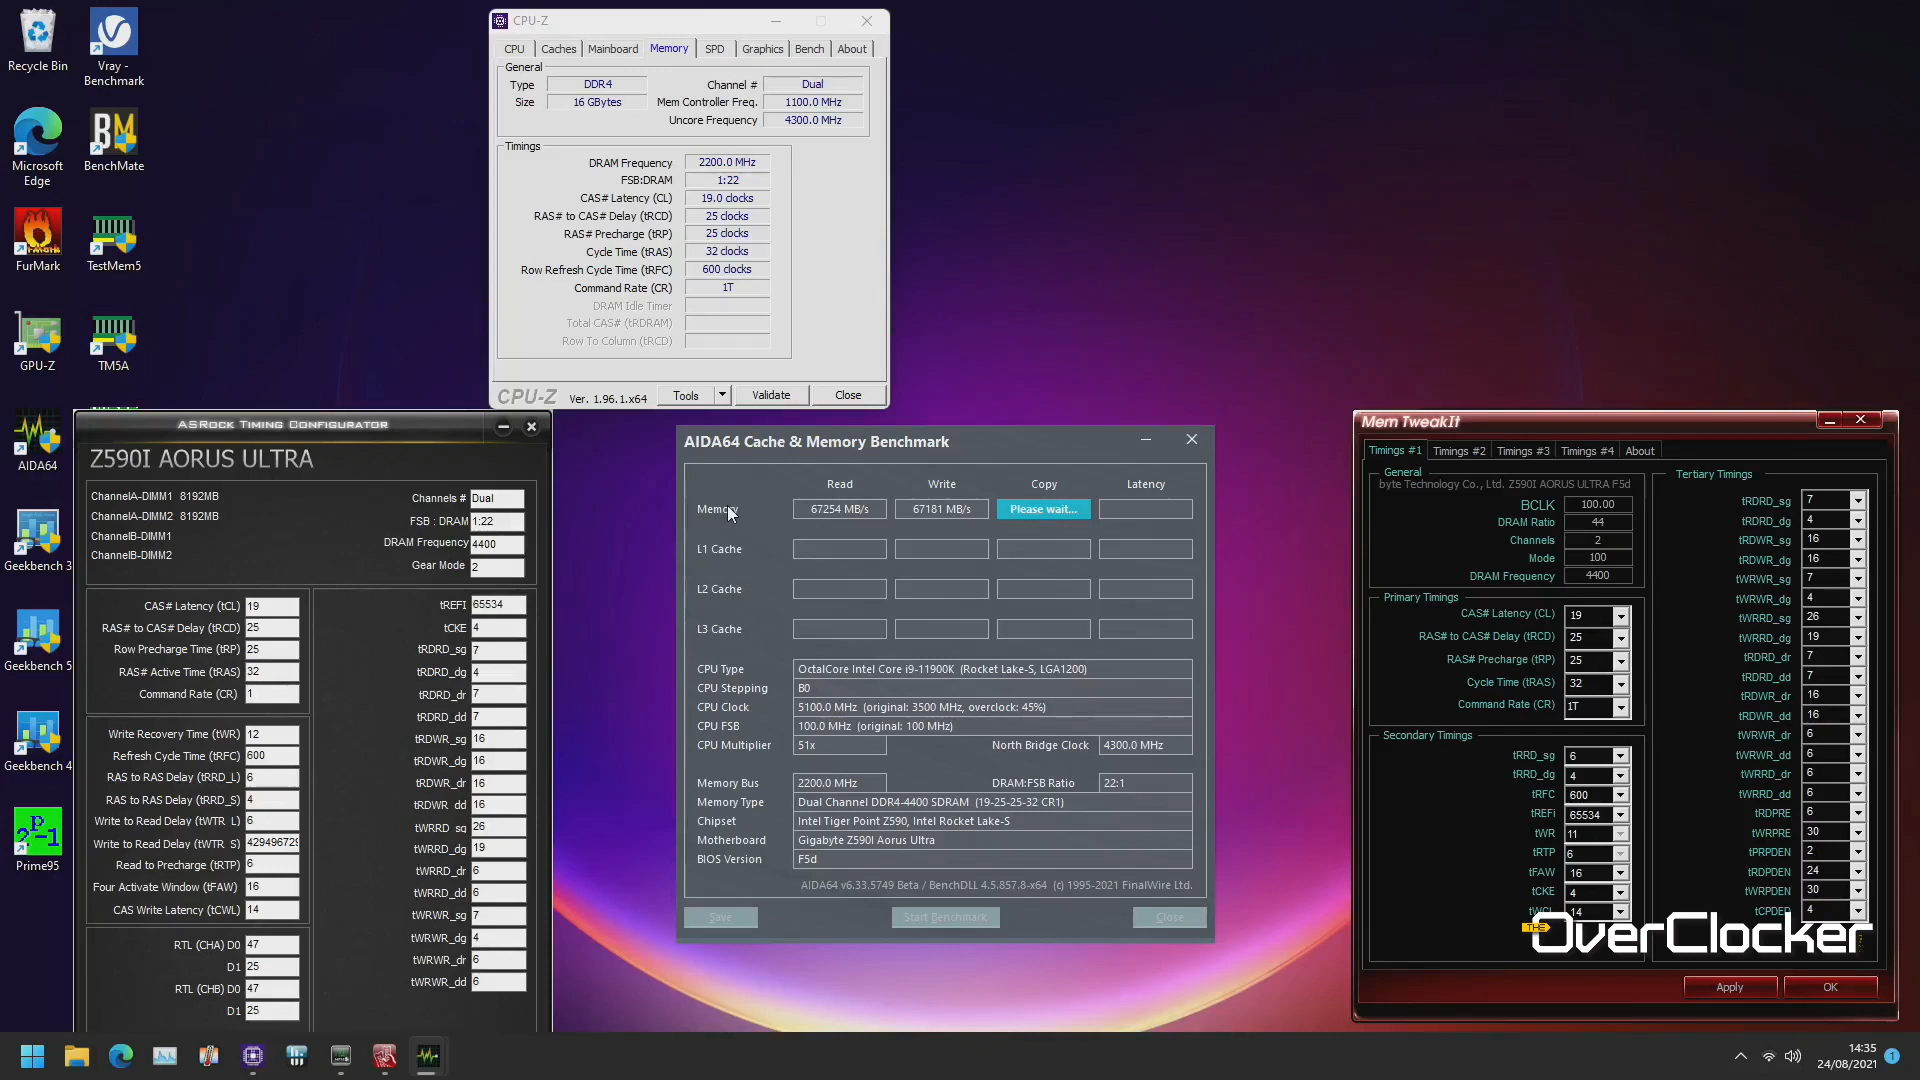 Recycle Bin
Vray -
Benchmark
Microsoft
Edge
BenchMate
FurMark
TestMem5
GPU-Z
TM5A
AIDA64
Geekbench 3
Geekbench 5
Geekbench 4
Prime95
CPU-Z
CPU Caches Mainboard Memory SPD Graphics Bench About
General
Type DDR4 Channel # Dual
Size 16 GBytes Mem Controller Freq. 1100.0 MHz
Uncore Frequency 4300.0 MHz
Timings
DRAM Frequency 2200.0 MHz
FSB:DRAM 1:22
CAS# Latency (CL) 19.0 clocks
RAS# to CAS# Delay (tRCD) 25 clocks
RAS# Precharge (tRP) 25 clocks
Cycle Time (tRAS) 32 clocks
Row Refresh Cycle Time (tRFC) 600 clocks
Command Rate (CR) 1T
DRAM Idle Timer
Total CAS# (tRDRAM)
Row To Column (tRCD)
CPU-Z Ver. 1.96.1.x64 Tools Validate Close
ASRock Timing Configurator
Z590I AORUS ULTRA
ChannelA-DIMM1 8192MB
ChannelA-DIMM2 8192MB
ChannelB-DIMM1
ChannelB-DIMM2
Channels # Dual
FSB : DRAM 1:22
DRAM Frequency 4400
Gear Mode 2
CAS# Latency (tCL) 19
RAS# to CAS# Delay (tRCD) 25
Row Precharge Time (tRP) 25
RAS# Active Time (tRAS) 32
Command Rate (CR) 1
Write Recovery Time (tWR) 12
Refresh Cycle Time (tRFC) 600
RAS to RAS Delay (tRRD_L) 6
RAS to RAS Delay (tRRD_S) 4
Write to Read Delay (tWTR_L) 6
Write to Read Delay (tWTR_S) 429496729
Read to Precharge (tRTP) 6
Four Activate Window (tFAW) 16
CAS Write Latency (tCWL) 14
RTL (CHA) D0 47
D1 25
RTL (CHB) D0 47
D1 25
tREFI 65534
tCKE 4
tRDRD_sg 7
tRDRD_dg 4
tRDRD_dr 7
tRDRD_dd 7
tRDWR_sg 16
tRDWR_dg 16
tRDWR_dr 16
tRDWR_dd 16
tWRRD_sg 26
tWRRD_dg 19
tWRRD_dr 6
tWRRD_dd 6
tWRWR_sg 7
tWRWR_dg 4
tWRWR_dr 6
tWRWR_dd 6
AIDA64 Cache & Memory Benchmark
Read Write Copy Latency
Memory 67254 MB/s 67181 MB/s Please wait...
L1 Cache
L2 Cache
L3 Cache
CPU Type OctalCore Intel Core i9-11900K (Rocket Lake-S, LGA1200)
CPU Stepping B0
CPU Clock 5100.0 MHz (original: 3500 MHz, overclock: 45%)
CPU FSB 100.0 MHz (original: 100 MHz)
CPU Multiplier 51x North Bridge Clock 4300.0 MHz
Memory Bus 2200.0 MHz DRAM:FSB Ratio 22:1
Memory Type Dual Channel DDR4-4400 SDRAM (19-25-25-32 CR1)
Chipset Intel Tiger Point Z590, Intel Rocket Lake-S
Motherboard Gigabyte Z590I Aorus Ultra
BIOS Version F5d
AIDA64 v6.33.5749 Beta / BenchDLL 4.5.857.8-x64 (c) 1995-2021 FinalWire Ltd.
Save Start Benchmark Close
Mem TweakIt
Timings #1 Timings #2 Timings #3 Timings #4 About
General
byte Technology Co., Ltd. Z590I AORUS ULTRA F5d
BCLK 100.00
DRAM Ratio 44
Channels 2
Mode 100
DRAM Frequency 4400
Primary Timings
CAS# Latency (CL) 19
RAS# to CAS# Delay (tRCD) 25
RAS# Precharge (tRP) 25
Cycle Time (tRAS) 32
Command Rate (CR) 1T
Secondary Timings
tRRD_sg 6
tRRD_dg 4
tRFC 600
tREFi 65534
tWR 11
tRTP 6
tFAW 16
tCKE 4
tWCL 14
Tertiary Timings
tRDRD_sg 7
tRDRD_dg 4
tRDWR_sg 16
tRDWR_dg 16
tWRWR_sg 7
tWRWR_dg 4
tWRRD_sg 26
tWRRD_dg 19
tRDRD_dr 7
tRDRD_dd 7
tRDWR_dr 16
tRDWR_dd 16
tWRWR_dr 6
tWRWR_dd 6
tWRRD_dr 6
tWRRD_dd 6
tRDPRE 6
tWRPRE 30
tPRPDEN 2
tRDPDEN 24
tWRPDEN 30
tCPDED 4
THE OverClocker
Apply OK
14:35
24/08/2021
1